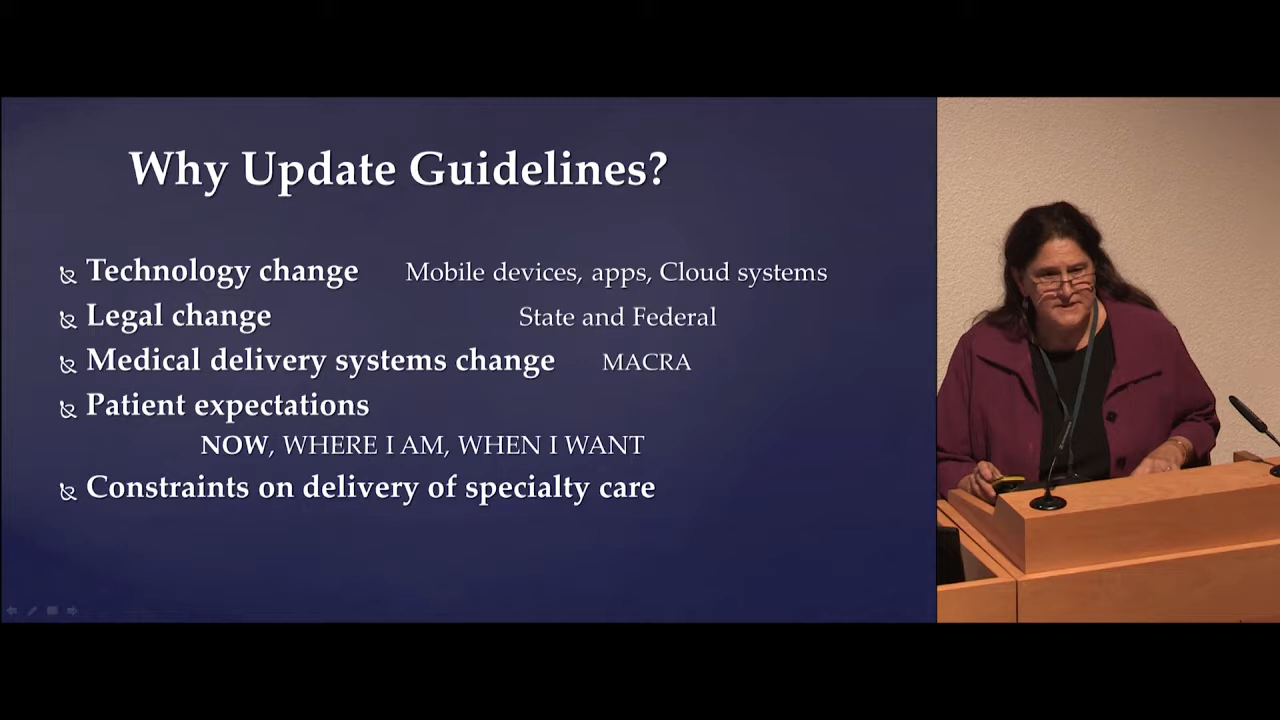 Why Update Guidelines?
Technology change Mobile devices, apps, Cloud systems
Legal change State and Federal
Medical delivery systems change MACRA
Patient expectations
NOW, WHERE I AM, WHEN I WANT
Constraints on delivery of specialty care